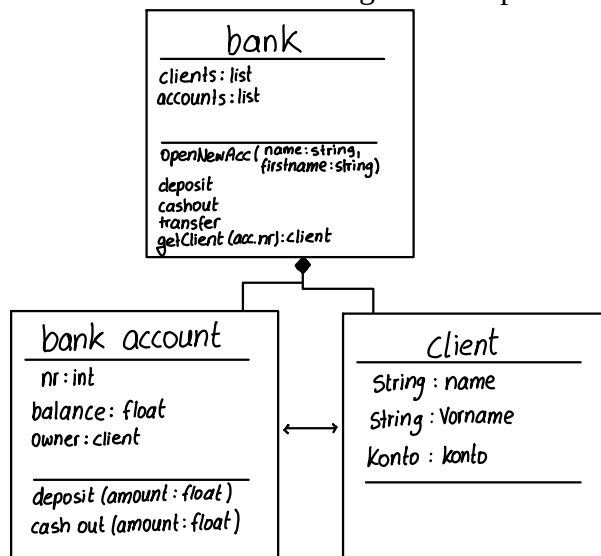 bank
clients : list
accounts : list
OpenNewAcc ( name : string,
firstname : string)
deposit
cashout
transfer
getClient (acc.nr) : client
bank account
nr : int
balance : float
owner : client
deposit (amount : float)
cash out (amount : float)
Client
String : name
String : Vorname
Konto : konto